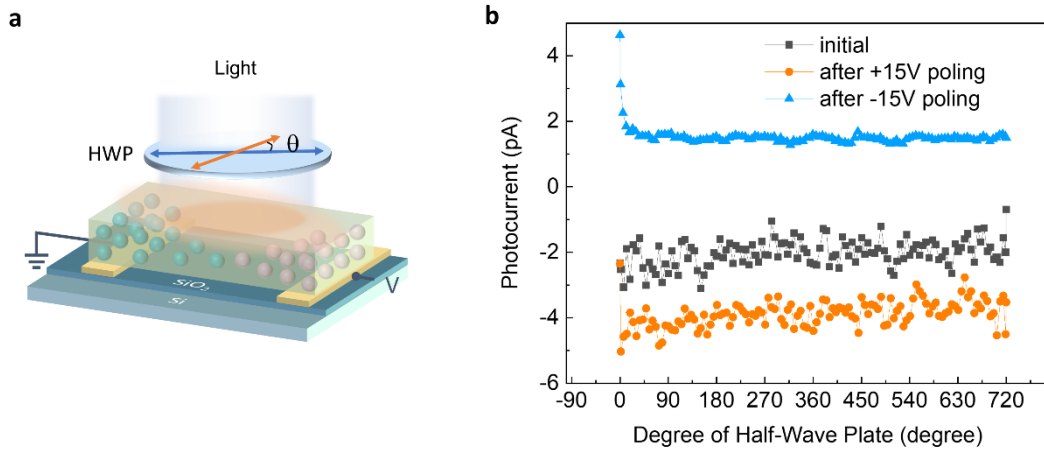 a
Light
HWP
θ
SiO₂
Si
V
b
Photocurrent (pA)
4
2
0
-2
-4
-6
initial
after +15V poling
after -15V poling
-90 0 90 180 270 360 450 540 630 720
Degree of Half-Wave Plate (degree)